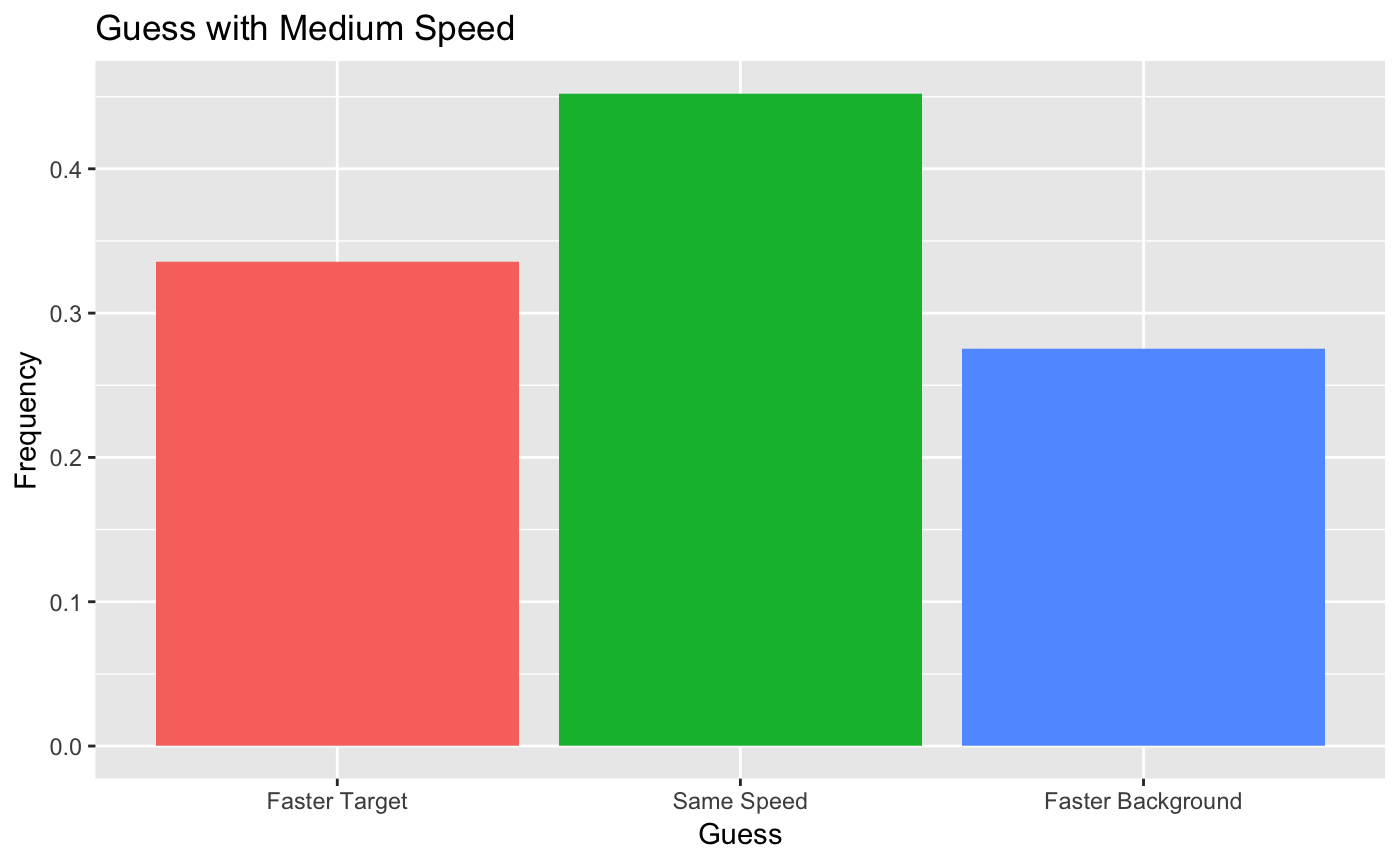 Guess with Medium Speed
Frequency
0.4
0.3
0.2
0.1
0.0
Faster Target
Same Speed
Faster Background
Guess